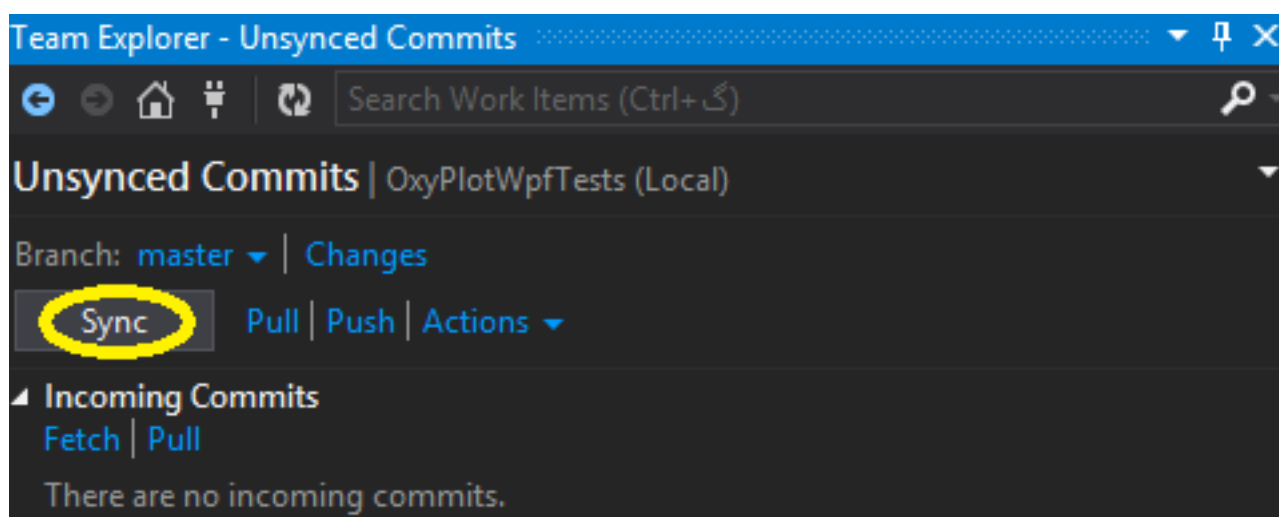 Team Explorer - Unsynced Commits
Search Work Items (Ctrl+گ)
Unsynced Commits | OxyPlotWpfTests (Local)
Branch: master | Changes
Sync Pull | Push | Actions
Incoming Commits
Fetch | Pull
There are no incoming commits.